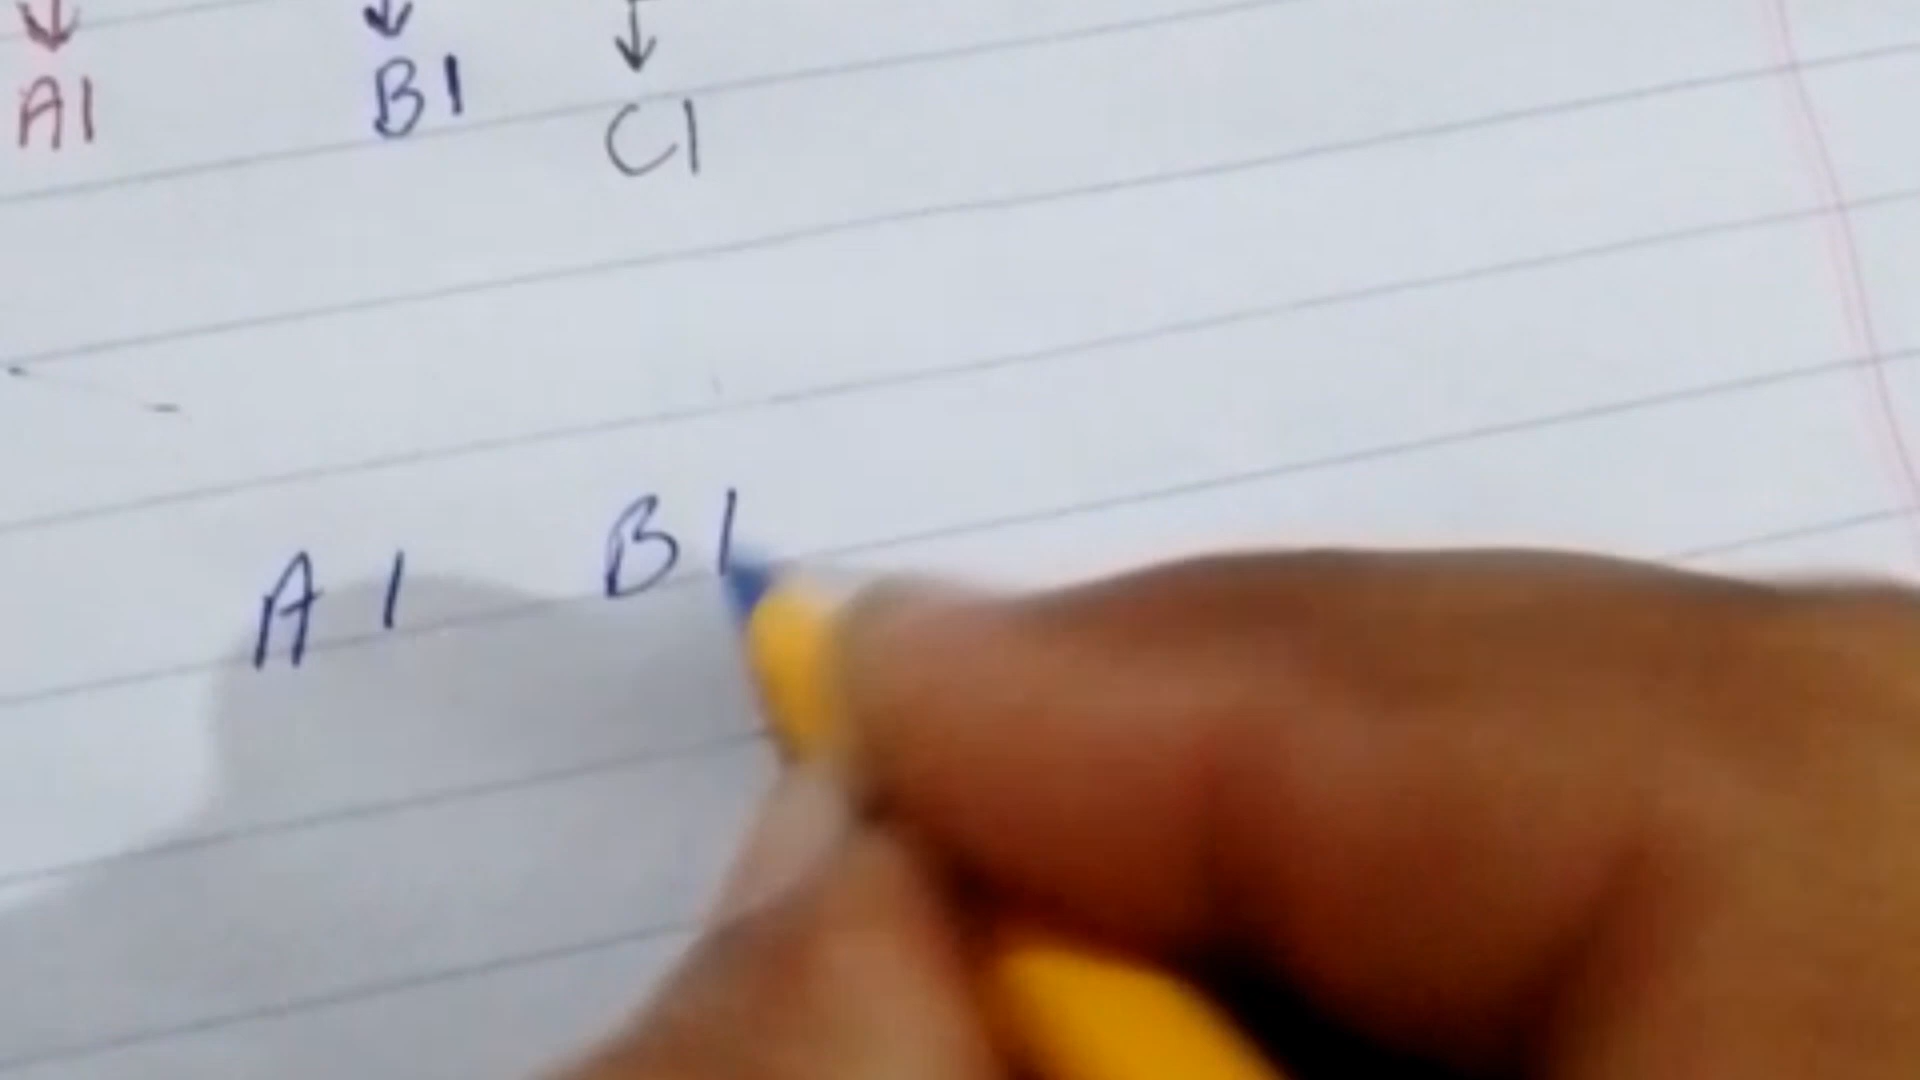 ↓ ↓ ↓
A1 B1 C1
A1 B1